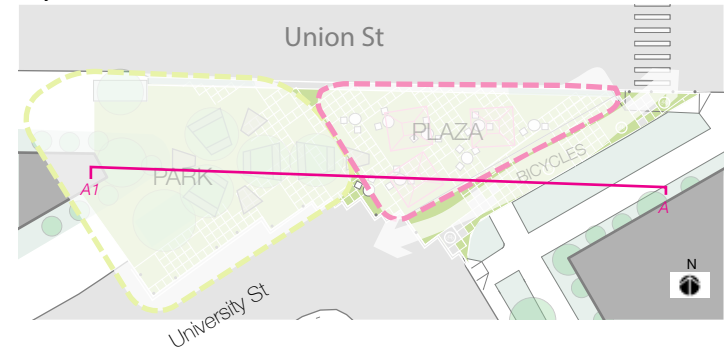 Union St
PLAZA
BICYCLES
PARK
A1
A
N
University St